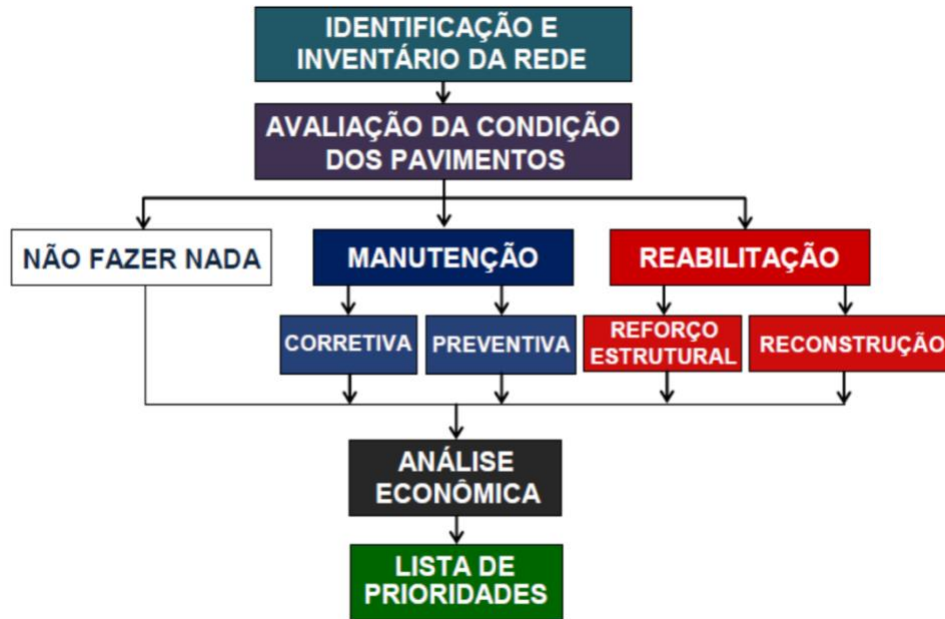 IDENTIFICAÇÃO E
INVENTÁRIO DA REDE
AVALIAÇÃO DA CONDIÇÃO
DOS PAVIMENTOS
NÃO FAZER NADA
MANUTENÇÃO
REABILITAÇÃO
CORRETIVA
PREVENTIVA
REFORÇO
ESTRUTURAL
RECONSTRUÇÃO
ANÁLISE
ECONÔMICA
LISTA DE
PRIORIDADES